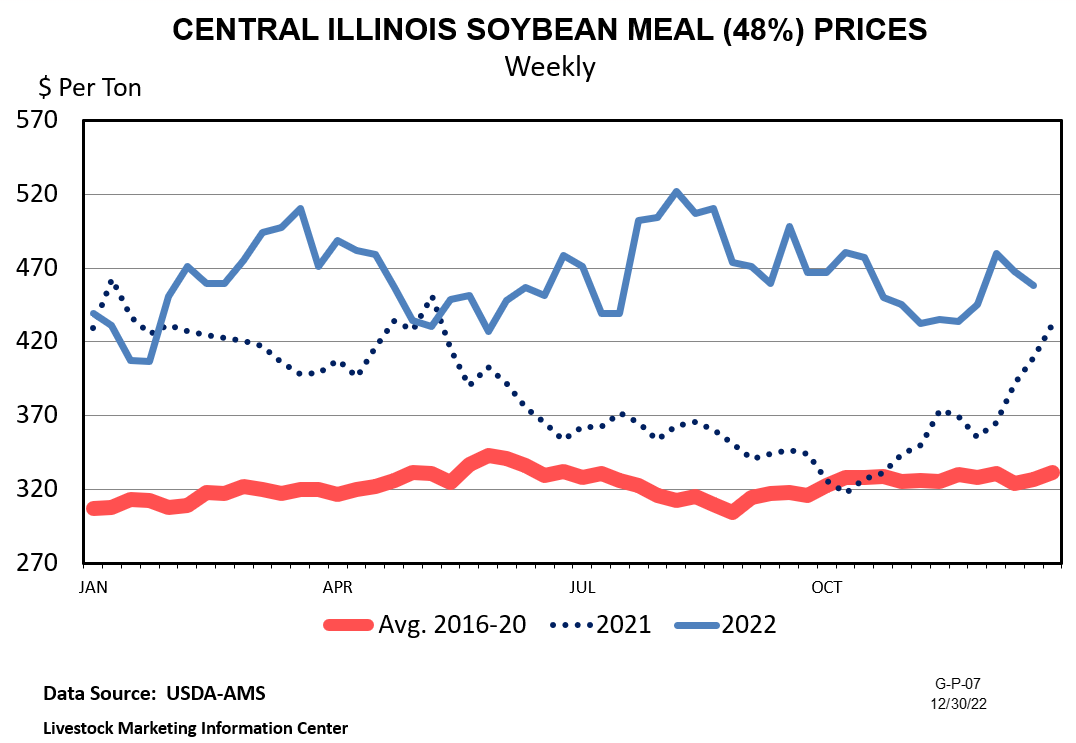 CENTRAL ILLINOIS SOYBEAN MEAL (48%) PRICES
Weekly
$ Per Ton
570
520
470
420
370
320
270
JAN APR JUL OCT
Avg. 2016-20 2021 2022
Data Source: USDA-AMS
G-P-07
12/30/22
Livestock Marketing Information Center